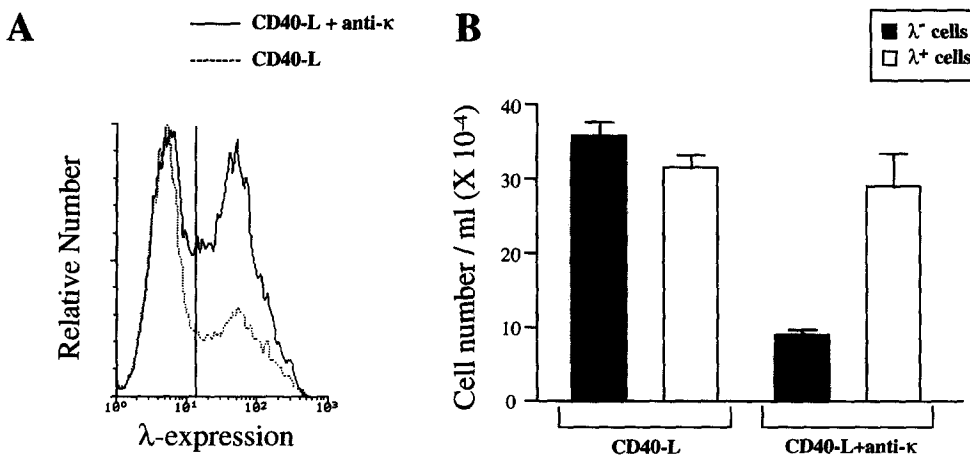 A
CD40-L + anti-κ
CD40-L
Relative Number
10⁰ 10¹ 10² 10³
λ-expression
B
λ⁻ cells
λ⁺ cells
Cell number / ml (X 10⁻⁴)
40
30
20
10
0
CD40-L
CD40-L+anti-κ